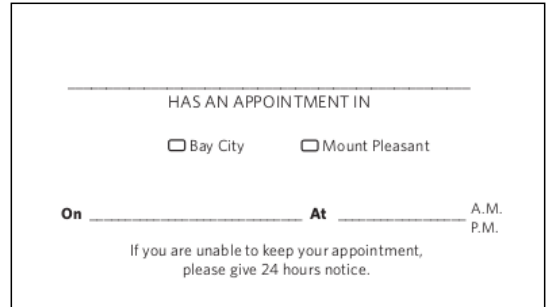 HAS AN APPOINTMENT IN
Bay City Mount Pleasant
On At A.M.
P.M.
If you are unable to keep your appointment,
please give 24 hours notice.